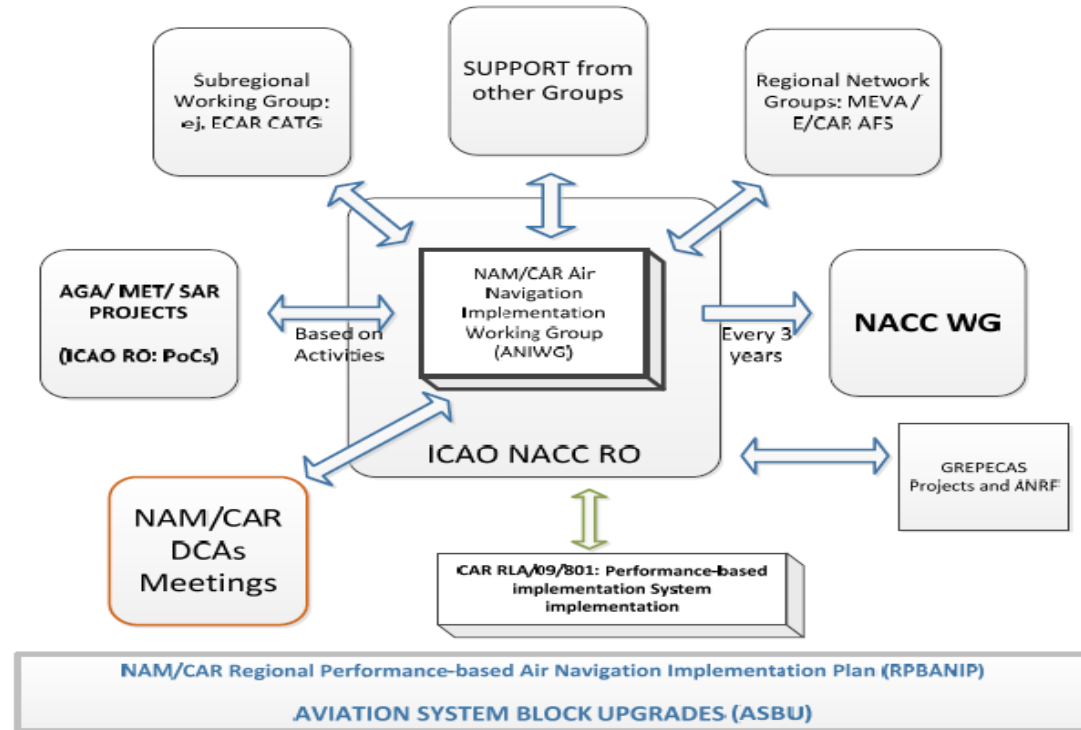 Subregional
Working Group:
ej. ECAR CATG
SUPPORT from
other Groups
Regional Network
Groups: MEVA /
E/CAR AFS
AGA/ MET/ SAR
PROJECTS
(ICAO RO: PoCs)
Based on
Activities
NAM/CAR Air
Navigation
Implementation
Working Group
(ANIWG)
Every 3
years
NACC WG
ICAO NACC RO
GREPECAS
Projects and ANRF
NAM/CAR
DCAs
Meetings
CAR RLA/09/801: Performance-based
implementation System
implementation
NAM/CAR Regional Performance-based Air Navigation Implementation Plan (RPBANIP)
AVIATION SYSTEM BLOCK UPGRADES (ASBU)